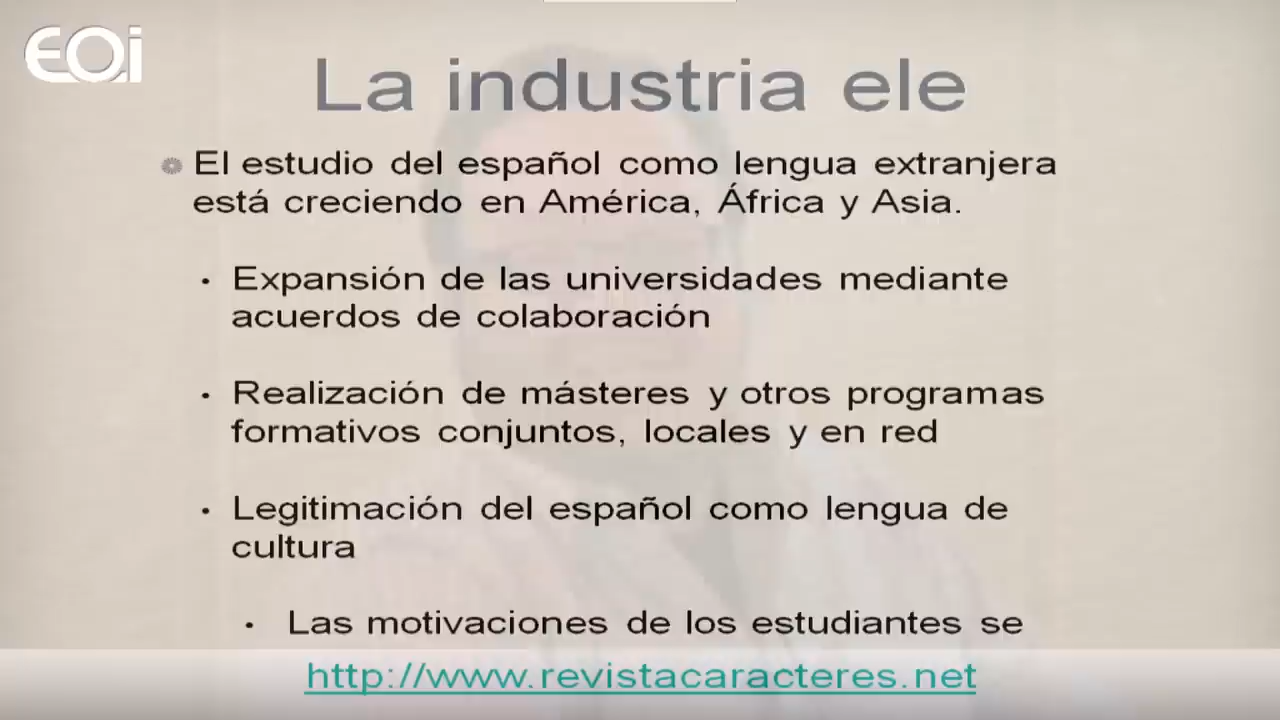 EOi
La industria ele
El estudio del español como lengua extranjera
está creciendo en América, África y Asia.
• Expansión de las universidades mediante
acuerdos de colaboración
• Realización de másteres y otros programas
formativos conjuntos, locales y en red
• Legitimación del español como lengua de
cultura
• Las motivaciones de los estudiantes se
http://www.revistacaracteres.net